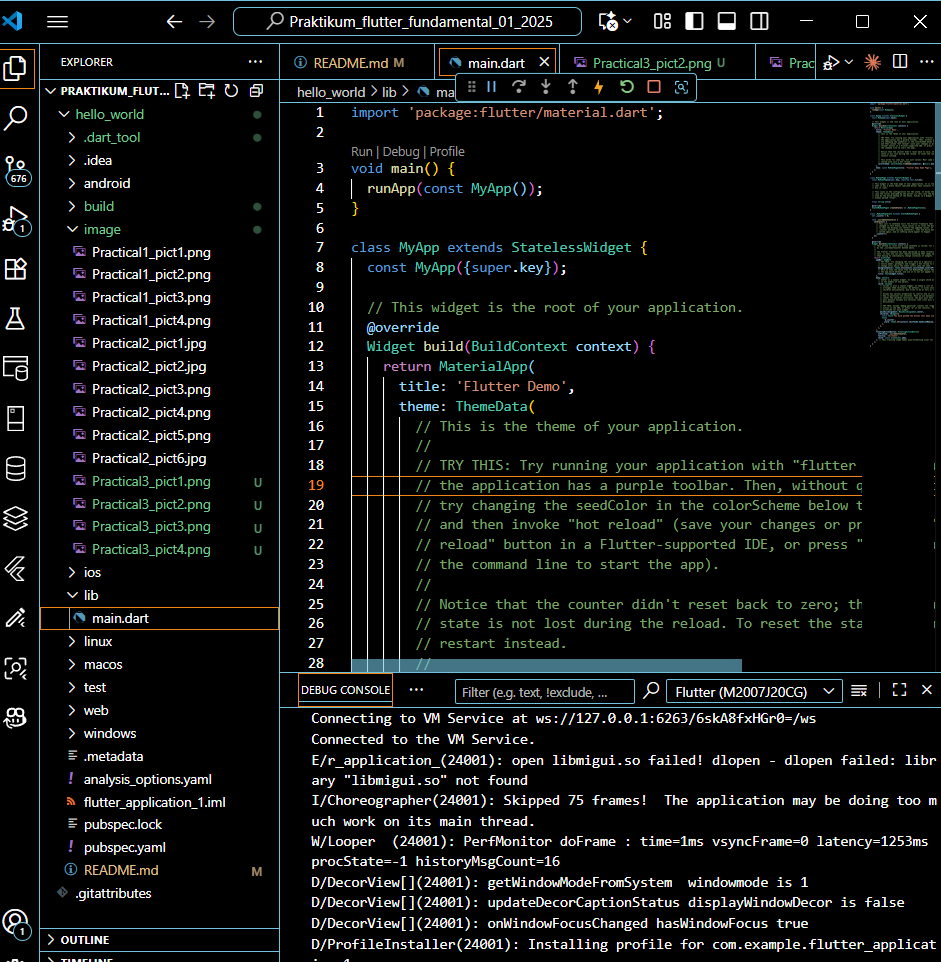 Praktikum_flutter_fundamental_01_2025
EXPLORER
PRAKTIKUM_FLUT...
hello_world
.dart_tool
.idea
android
build
image
Practical1_pict1.png
Practical1_pict2.png
Practical1_pict3.png
Practical1_pict4.png
Practical2_pict1.jpg
Practical2_pict2.jpg
Practical2_pict3.png
Practical2_pict4.png
Practical2_pict5.png
Practical2_pict6.jpg
Practical3_pict1.png U
Practical3_pict2.png U
Practical3_pict3.png U
Practical3_pict4.png U
ios
lib
main.dart
linux
macos
test
web
windows
.metadata
! analysis_options.yaml
flutter_application_1.iml
pubspec.lock
! pubspec.yaml
README.md M
.gitattributes
OUTLINE
TIMELINE
676
1
1
README.md M
main.dart
Practical3_pict2.png U
Prac
hello_world > lib > ma
1 import 'package:flutter/material.dart';
2
Run | Debug | Profile
3 void main() {
4 runApp(const MyApp());
5 }
6
7 class MyApp extends StatelessWidget {
8 const MyApp({super.key});
9
10 // This widget is the root of your application.
11 @override
12 Widget build(BuildContext context) {
13 return MaterialApp(
14 title: 'Flutter Demo',
15 theme: ThemeData(
16 // This is the theme of your application.
17 //
18 // TRY THIS: Try running your application with "flutter
19 // the application has a purple toolbar. Then, without
20 // try changing the seedColor in the colorScheme below
21 // and then invoke "hot reload" (save your changes or
22 // reload" button in a Flutter-supported IDE, or press "
23 // the command line to start the app).
24 //
25 // Notice that the counter didn't reset back to zero;
26 // state is not lost during the reload. To reset the
27 // restart instead.
28 //
DEBUG CONSOLE
Filter (e.g. text, !exclude, ...
Flutter (M2007J20CG)
Connecting to VM Service at ws://127.0.0.1:6263/6skA8fxHGr0=/ws
Connected to the VM Service.
E/r_application_(24001): open libmigui.so failed! dlopen - dlopen failed: libr
ary "libmigui.so" not found
I/Choreographer(24001): Skipped 75 frames!  The application may be doing too m
uch work on its main thread.
W/Looper  (24001): PerfMonitor doFrame : time=1ms vsyncFrame=0 latency=1253ms
procState=-1 historyMsgCount=16
D/DecorView[](24001): getWindowModeFromSystem  windowmode is 1
D/DecorView[](24001): updateDecorCaptionStatus displayWindowDecor is false
D/DecorView[](24001): onWindowFocusChanged hasWindowFocus true
D/ProfileInstaller(24001): Installing profile for com.example.flutter_applicat